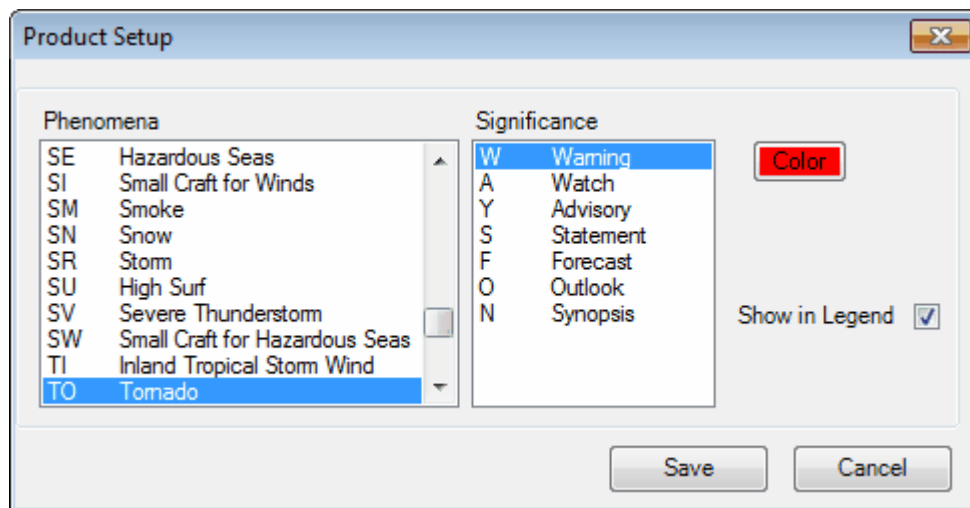 Product Setup
Phenomena
SE Hazardous Seas
SI Small Craft for Winds
SM Smoke
SN Snow
SR Storm
SU High Surf
SV Severe Thunderstorm
SW Small Craft for Hazardous Seas
TI Inland Tropical Storm Wind
TO Tornado
Significance
W Warning
A Watch
Y Advisory
S Statement
F Forecast
O Outlook
N Synopsis
Color
Show in Legend
Save Cancel